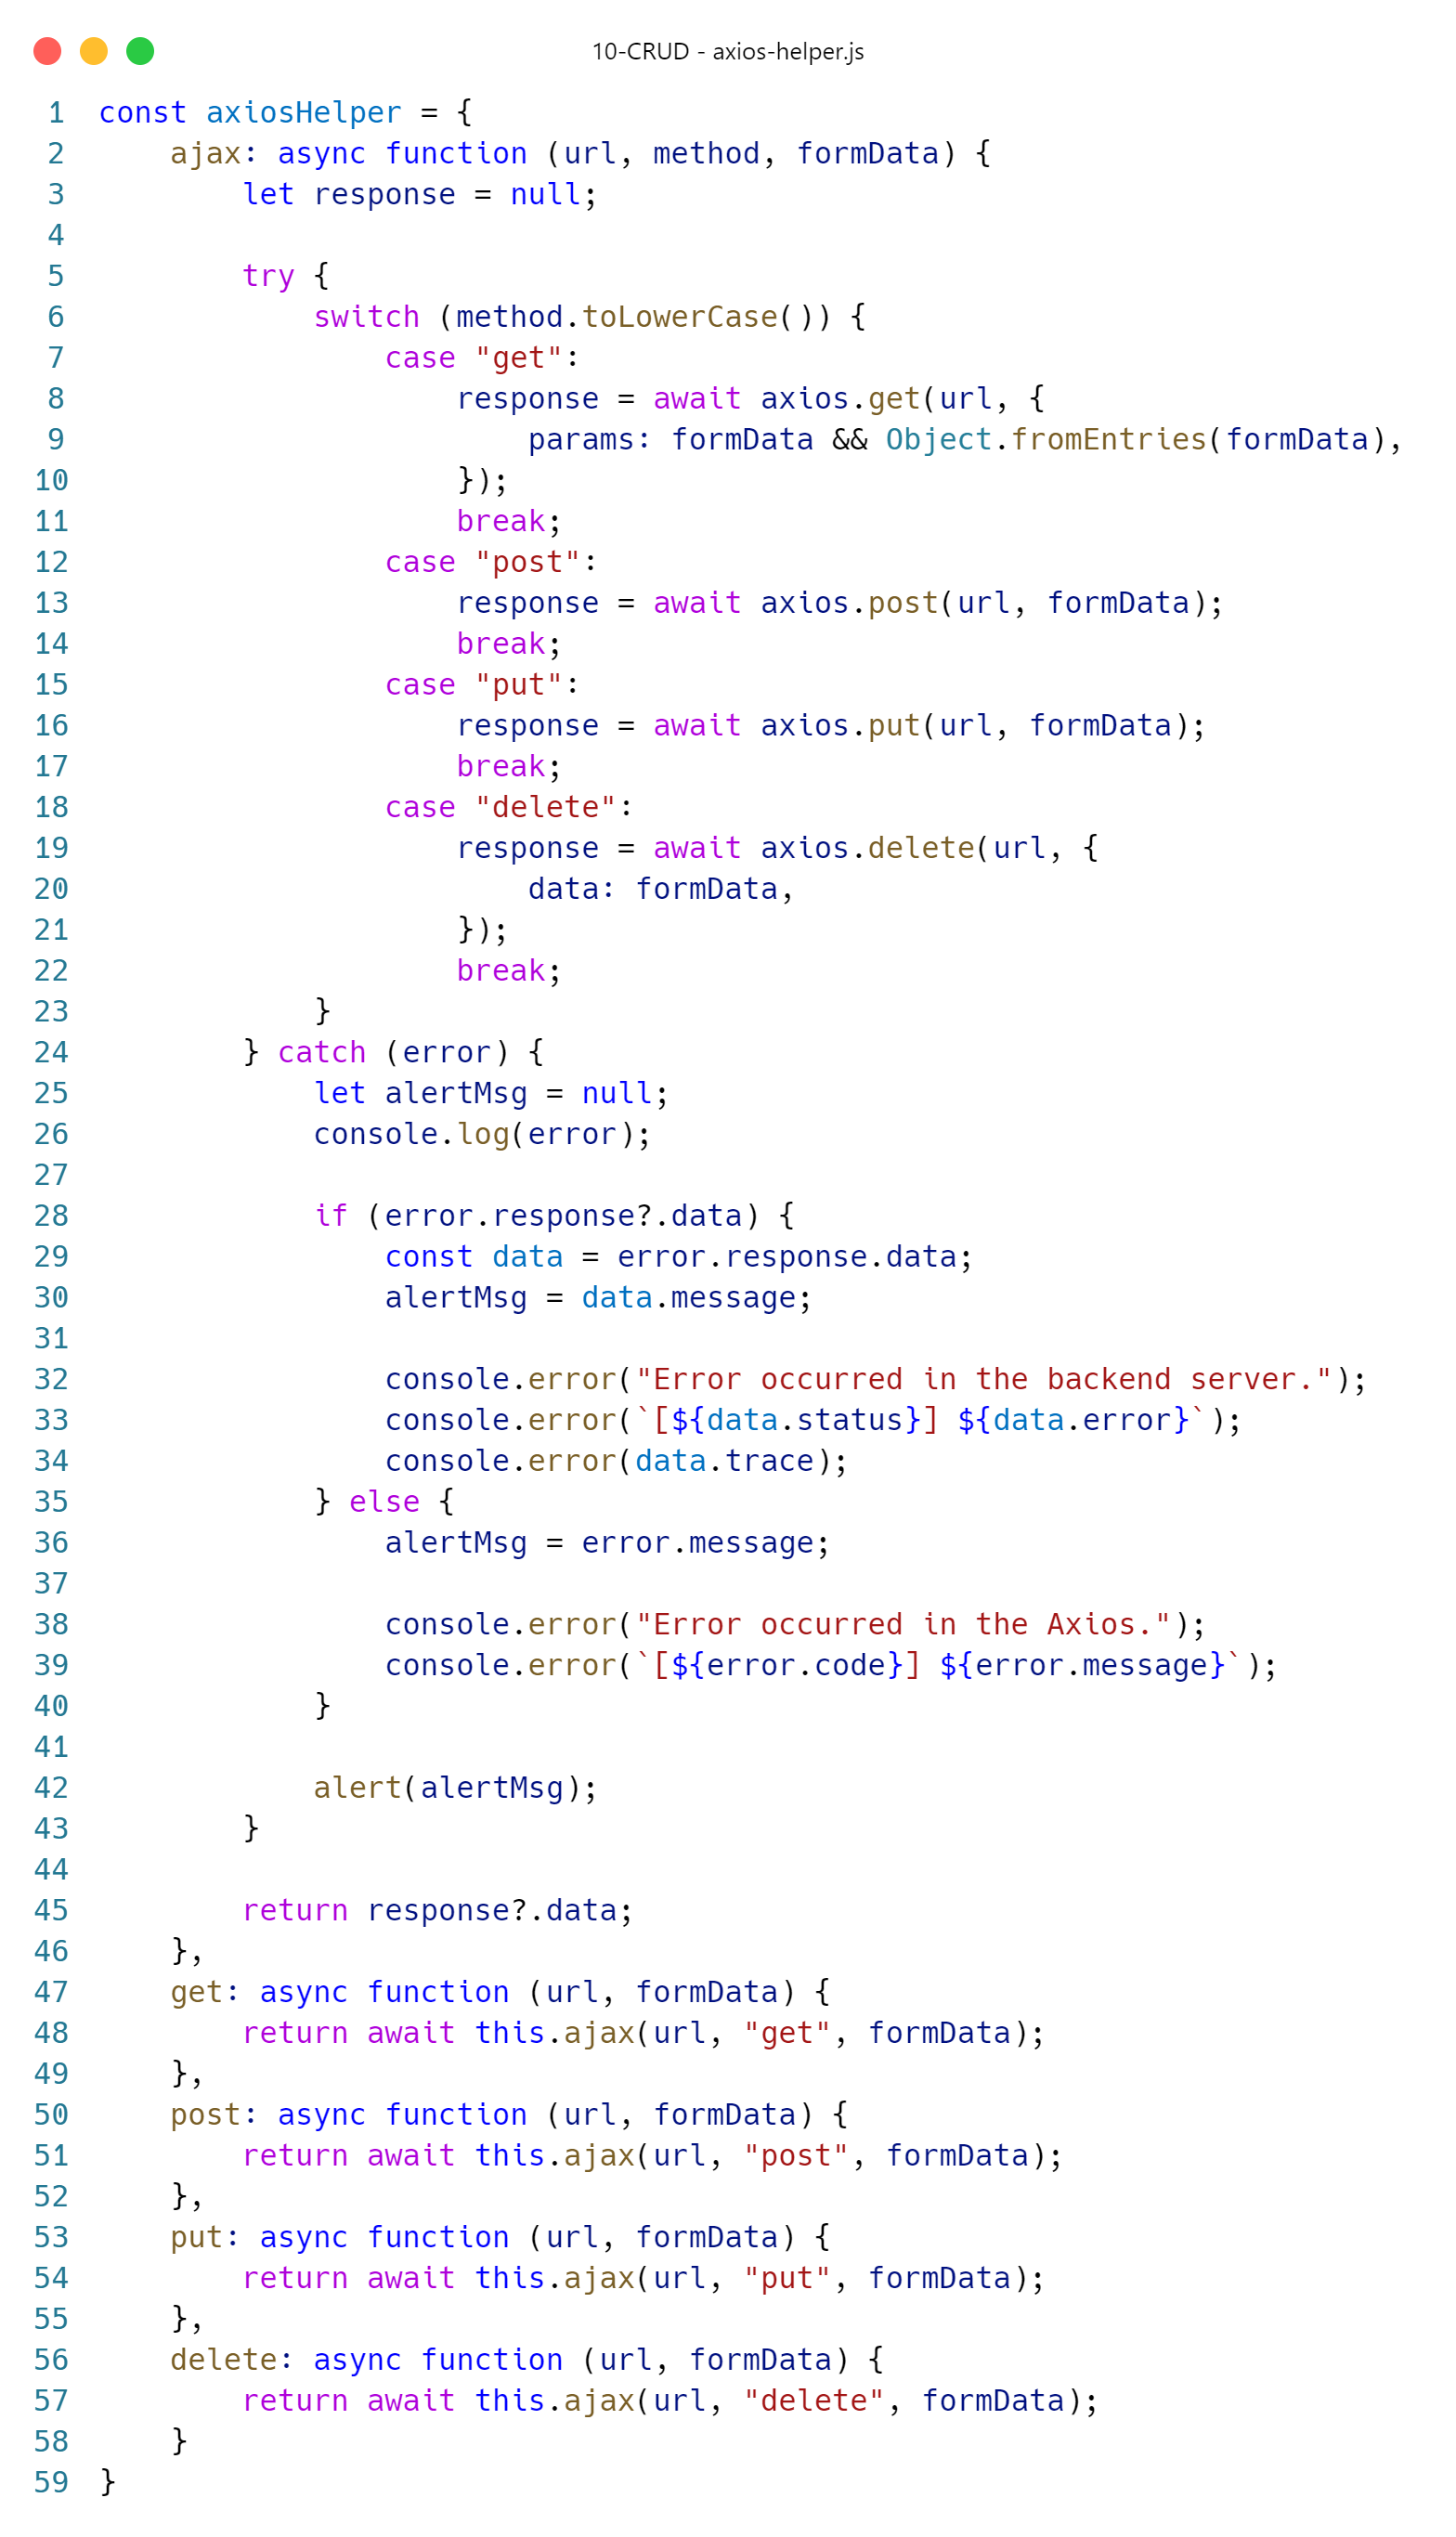 10-CRUD - axios-helper.js
1 const axiosHelper = {
2     ajax: async function (url, method, formData) {
3         let response = null;
4
5         try {
6             switch (method.toLowerCase()) {
7                 case "get":
8                     response = await axios.get(url, {
9                         params: formData && Object.fromEntries(formData),
10                     });
11                     break;
12                 case "post":
13                     response = await axios.post(url, formData);
14                     break;
15                 case "put":
16                     response = await axios.put(url, formData);
17                     break;
18                 case "delete":
19                     response = await axios.delete(url, {
20                         data: formData,
21                     });
22                     break;
23             }
24         } catch (error) {
25             let alertMsg = null;
26             console.log(error);
27
28             if (error.response?.data) {
29                 const data = error.response.data;
30                 alertMsg = data.message;
31
32                 console.error("Error occurred in the backend server.");
33                 console.error(`[${data.status}] ${data.error}`);
34                 console.error(data.trace);
35             } else {
36                 alertMsg = error.message;
37
38                 console.error("Error occurred in the Axios.");
39                 console.error(`[${error.code}] ${error.message}`);
40             }
41
42             alert(alertMsg);
43         }
44
45         return response?.data;
46     },
47     get: async function (url, formData) {
48         return await this.ajax(url, "get", formData);
49     },
50     post: async function (url, formData) {
51         return await this.ajax(url, "post", formData);
52     },
53     put: async function (url, formData) {
54         return await this.ajax(url, "put", formData);
55     },
56     delete: async function (url, formData) {
57         return await this.ajax(url, "delete", formData);
58     }
59 }